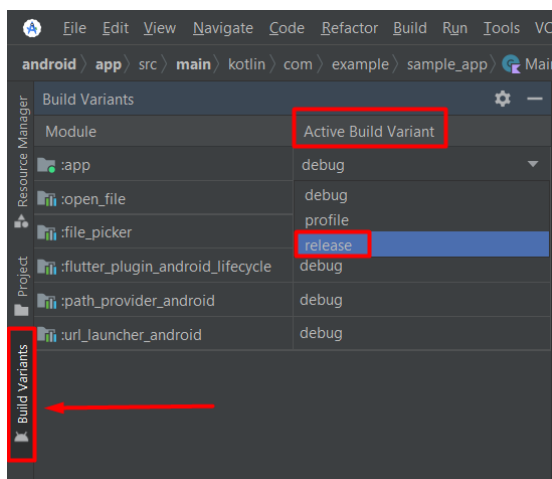 File Edit View Navigate Code Refactor Build Run Tools VC
android 〉 app 〉 src 〉 main 〉 kotlin 〉 com 〉 example 〉 sample_app 〉 Mai
Build Variants
Module Active Build Variant
:app debug
:open_file debug
profile
:file_picker release
:flutter_plugin_android_lifecycle debug
:path_provider_android debug
:url_launcher_android debug
Resource Manager
Project
Build Variants